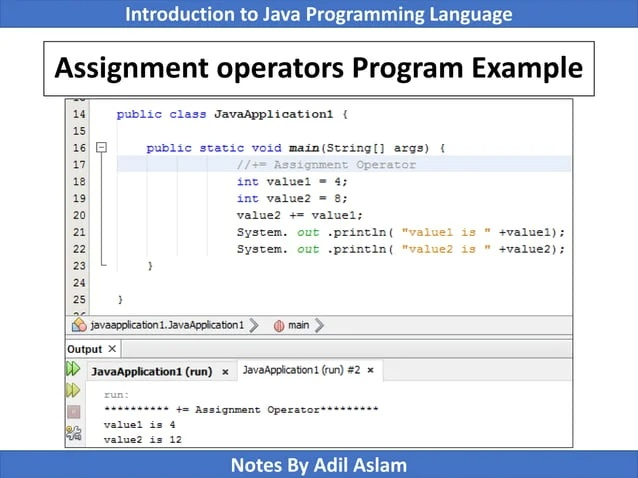 Introduction to Java Programming Language
Assignment operators Program Example
14 public class JavaApplication1 {
15
16 public static void main(String[] args) {
17 //+= Assignment Operator
18 int value1 = 4;
19 int value2 = 8;
20 value2 += value1;
21 System. out .println( "value1 is " +value1);
22 System. out .println( "value2 is " +value2);
23 }
24
25 }
javaapplication1.JavaApplication1 main
Output ×
JavaApplication1 (run) × JavaApplication1 (run) #2 ×
run:
********** += Assignment Operator*********
value1 is 4
value2 is 12
Notes By Adil Aslam